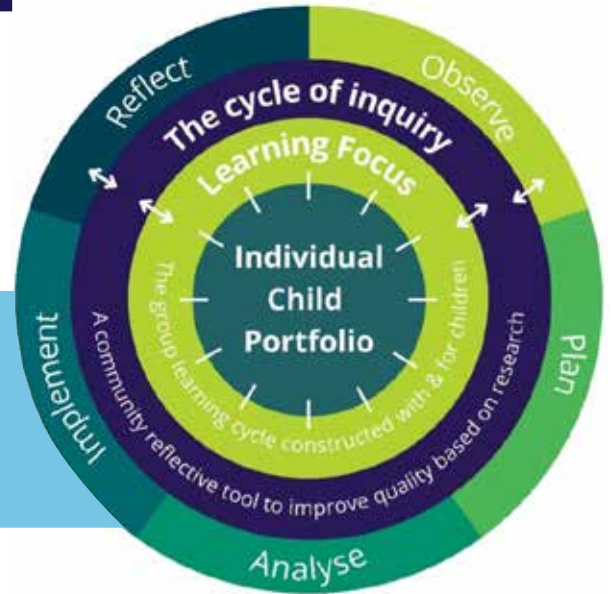 Reflect
Observe
Plan
Analyse
Implement
The cycle of inquiry
A community reflective tool to improve quality based on research
Learning Focus
The group learning cycle constructed with & for children
Individual
Child
Portfolio